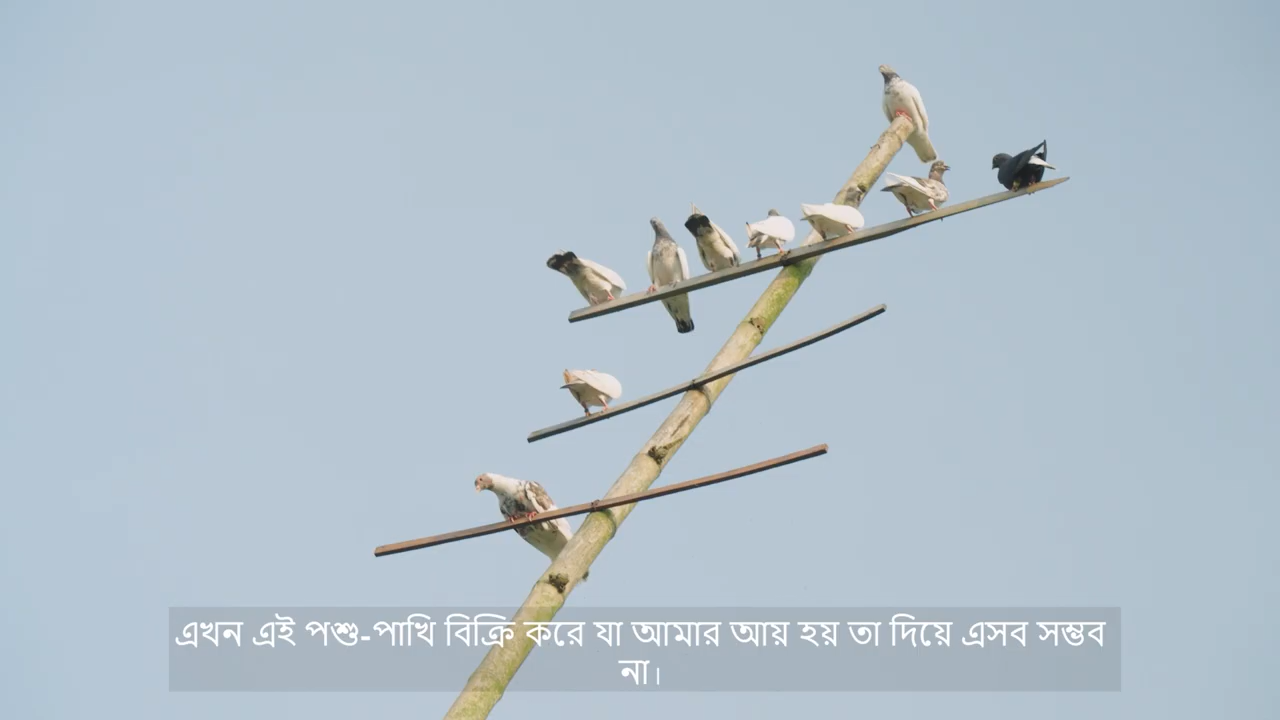 এখন এই পশু-পাখি বিক্রি করে যা আমার আয় হয় তা দিয়ে এসব সম্ভব
না।